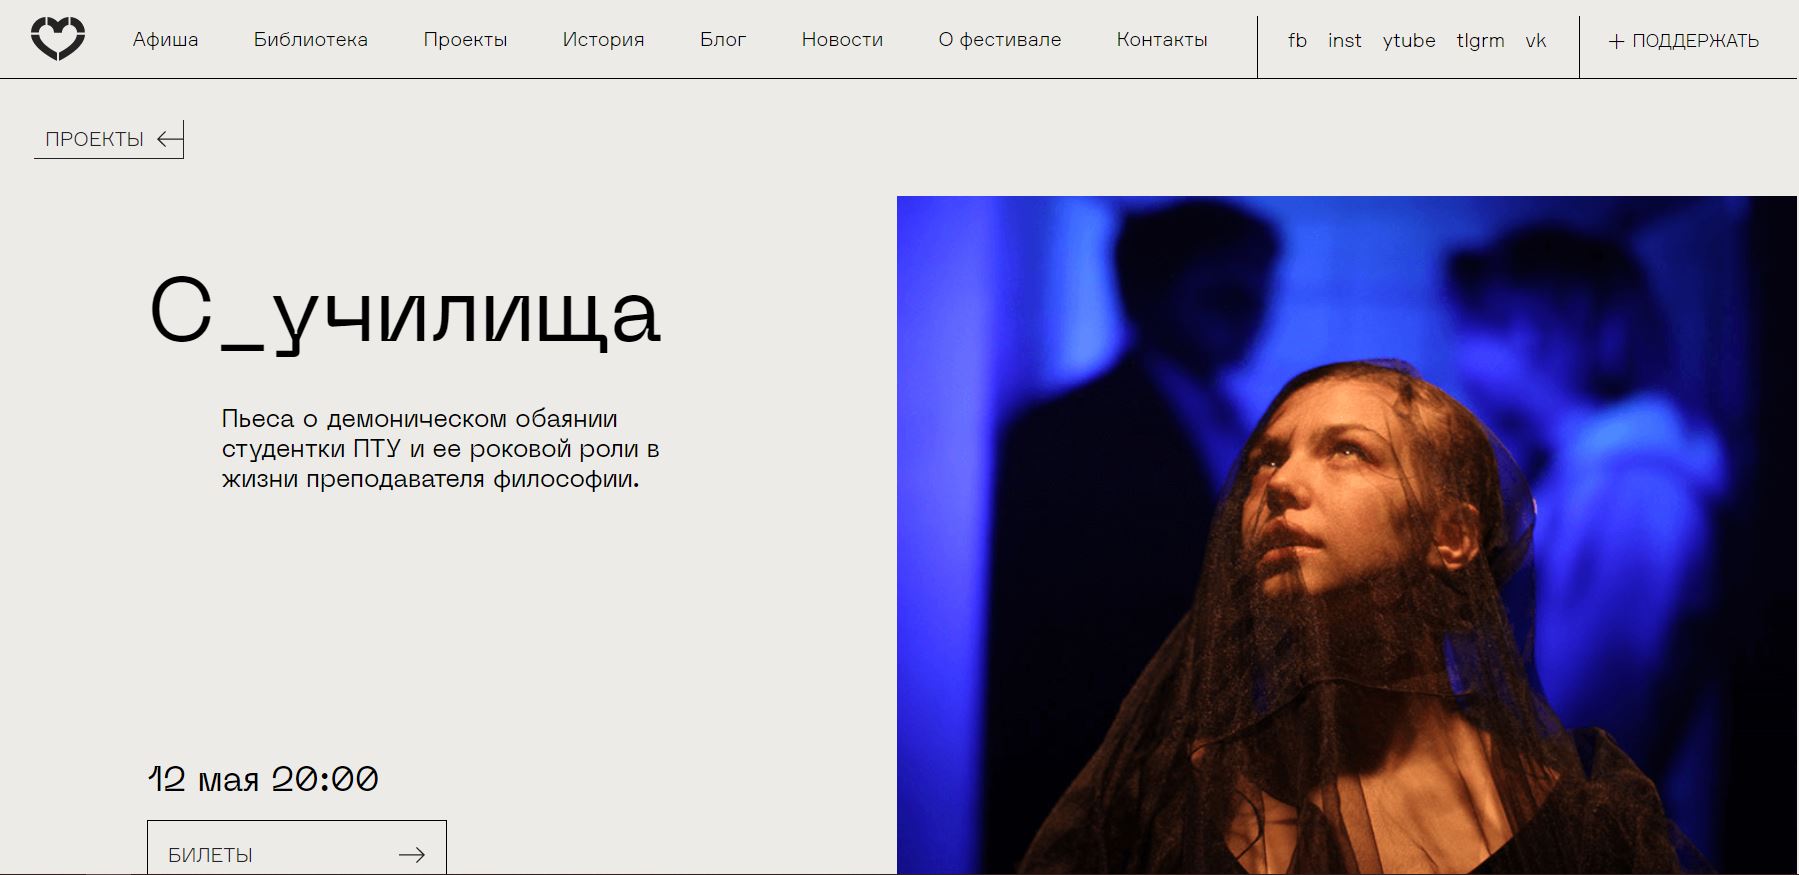 Афиша Библиотека Проекты История Блог Новости О фестивале Контакты fb inst ytube tlgrm vk + ПОДДЕРЖАТЬ
ПРОЕКТЫ ←
С_училища
Пьеса о демоническом обаянии
студентки ПТУ и ее роковой роли в
жизни преподавателя философии.
12 мая 20:00
БИЛЕТЫ →